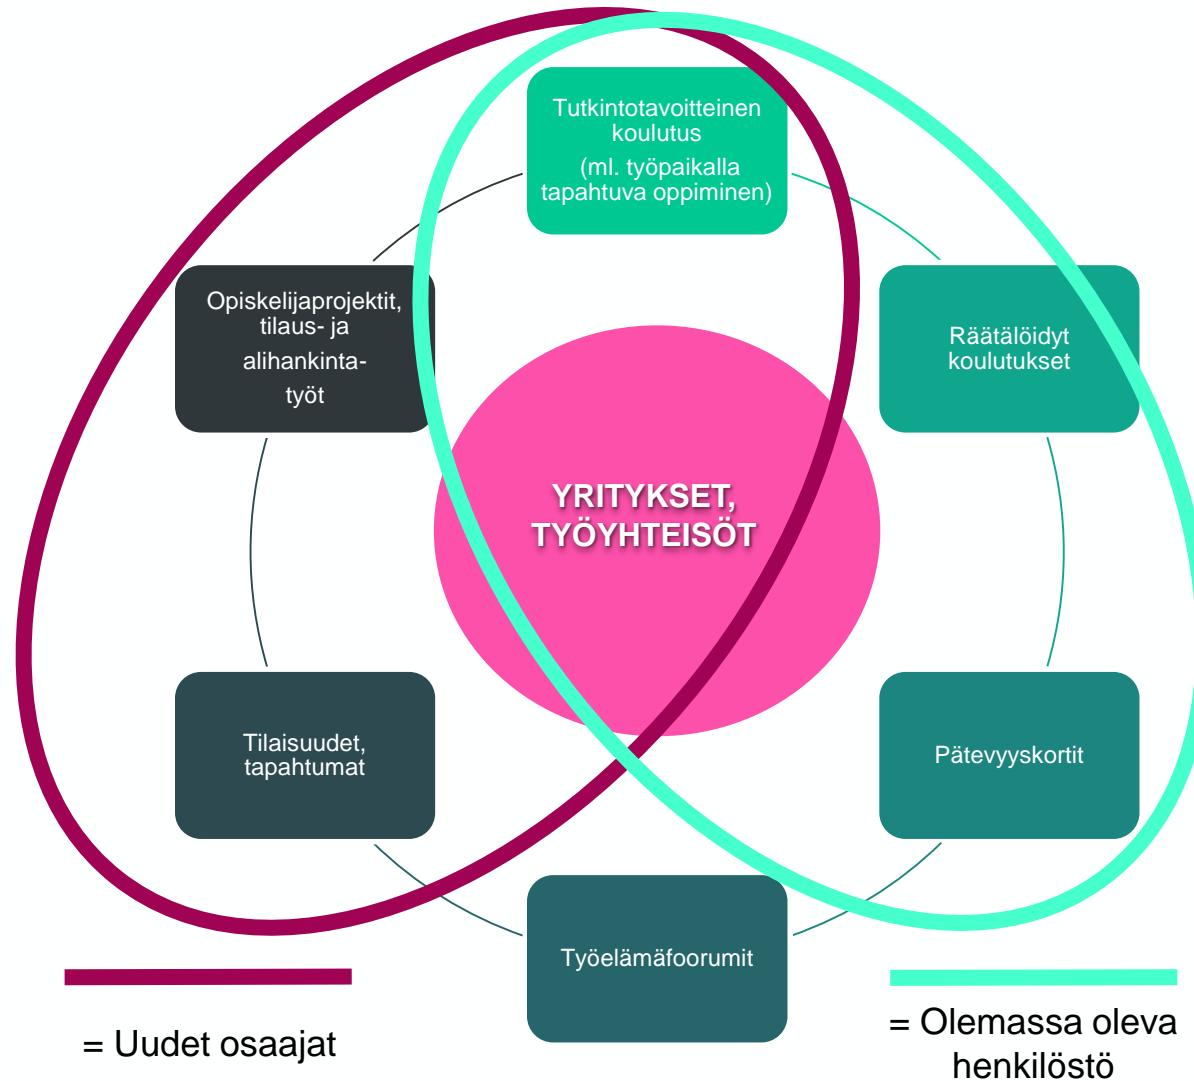 Tutkintotavoitteinen
koulutus
(ml. työpaikalla
tapahtuva oppiminen)
Opiskelijaprojektit,
tilaus- ja
alihankinta-
työt
Räätälöidyt
koulutukset
YRITYKSET,
TYÖYHTEISÖT
Tilaisuudet,
tapahtumat
Pätevyyskortit
Työelämäfoorumit
= Uudet osaajat
= Olemassa oleva
henkilöstö